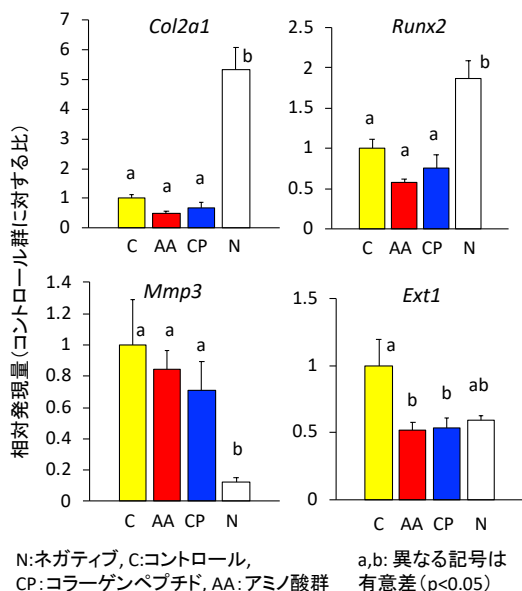 相対発現量(コントロール群に対する比)
Col2a1
7
6
5
4
3
2
1
0
a
a
a
b
C AA CP N
Runx2
2.5
2
1.5
1
0.5
0
a
a
a
b
C AA CP N
Mmp3
1.4
1.2
1
0.8
0.6
0.4
0.2
0
a
a
a
b
C AA CP N
Ext1
1.5
1
0.5
0
a
b
b
ab
C AA CP N
N:ネガティブ, C:コントロール,
CP:コラーゲンペプチド, AA:アミノ酸群
a,b: 異なる記号は
有意差(p<0.05)